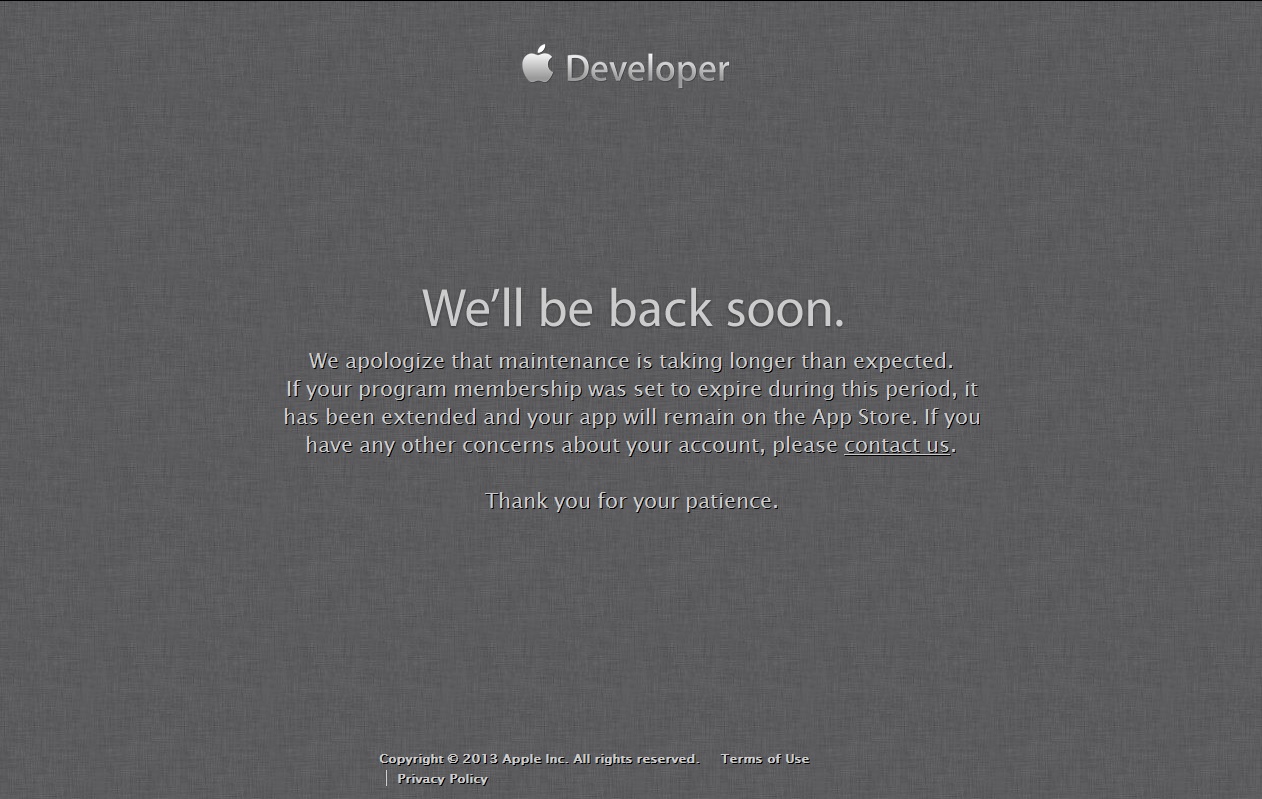 Developer
We’ll be back soon.
We apologize that maintenance is taking longer than expected.
If your program membership was set to expire during this period, it
has been extended and your app will remain on the App Store. If you
have any other concerns about your account, please contact us.
Thank you for your patience.
Copyright © 2013 Apple Inc. All rights reserved. Terms of Use
| Privacy Policy